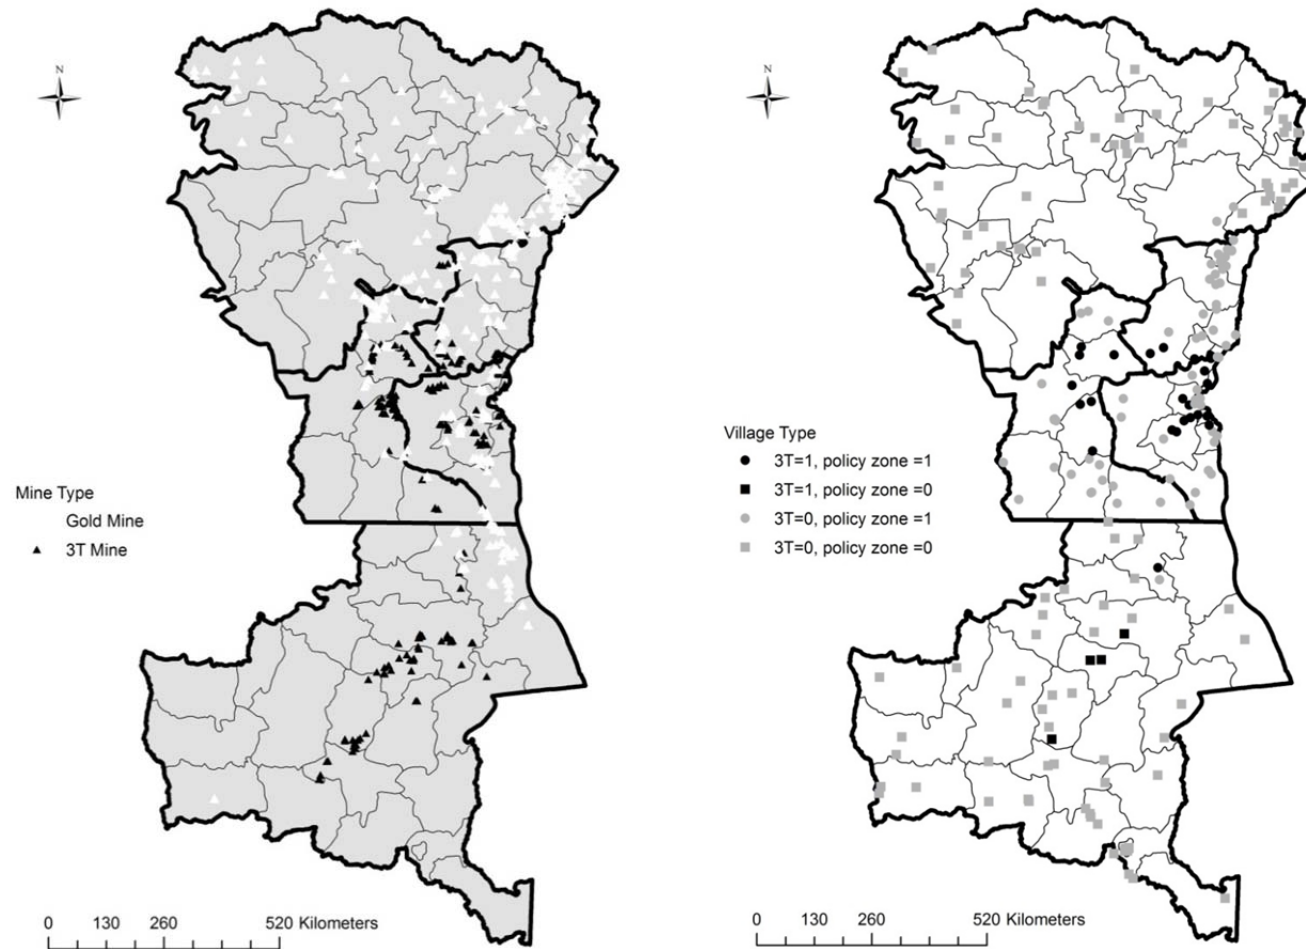 N
N
Mine Type
Gold Mine
3T Mine
0 130 260 520 Kilometers
Village Type
3T=1, policy zone =1
3T=1, policy zone =0
3T=0, policy zone =1
3T=0, policy zone =0
0 130 260 520 Kilometers